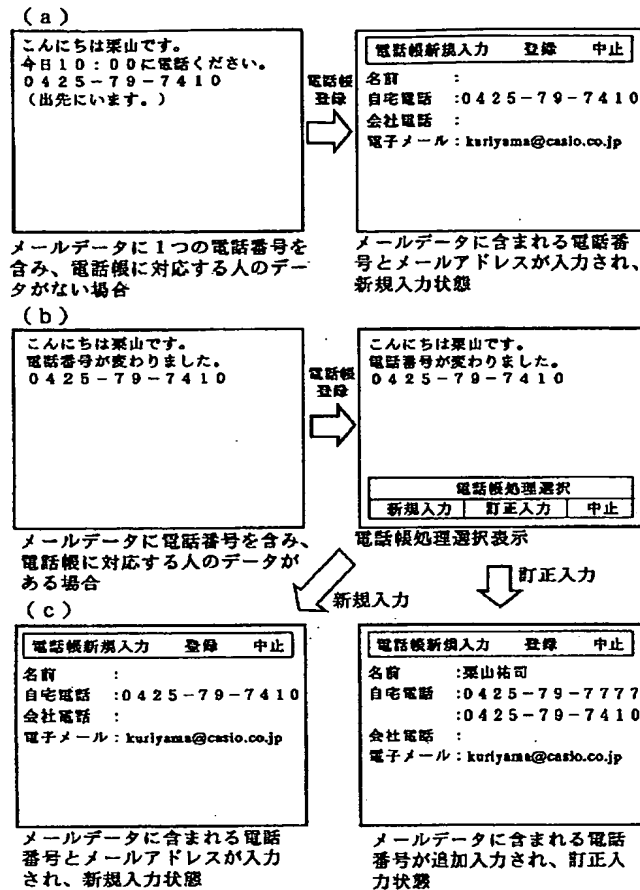 (a)
こんにちは栗山です。
今日10:00に電話ください。
0425-79-7410
(出先にいます。)
電話帳
登録
電話帳新規入力 登録 中止
名前 :
自宅電話 :0425-79-7410
会社電話 :
電子メール:kuriyama@casio.co.jp
メールデータに1つの電話番号を
含み、電話帳に対応する人のデー
タがない場合
メールデータに含まれる電話番
号とメールアドレスが入力され、
新規入力状態
(b)
こんにちは栗山です。
電話番号が変わりました。
0425-79-7410
電話帳
登録
こんにちは栗山です。
電話番号が変わりました。
0425-79-7410
電話帳処理選択
新規入力 訂正入力 中止
メールデータに電話番号を含み、
電話帳に対応する人のデータが
ある場合
電話帳処理選択表示
新規入力
訂正入力
(c)
電話帳新規入力 登録 中止
名前 :
自宅電話 :0425-79-7410
会社電話 :
電子メール:kuriyama@casio.co.jp
電話帳新規入力 登録 中止
名前 :栗山祐司
自宅電話 :0425-79-7777
:0425-79-7410
会社電話 :
電子メール:kuriyama@casio.co.jp
メールデータに含まれる電話
番号とメールアドレスが入力
され、新規入力状態
メールデータに含まれる電話
番号が追加入力され、訂正入
力状態